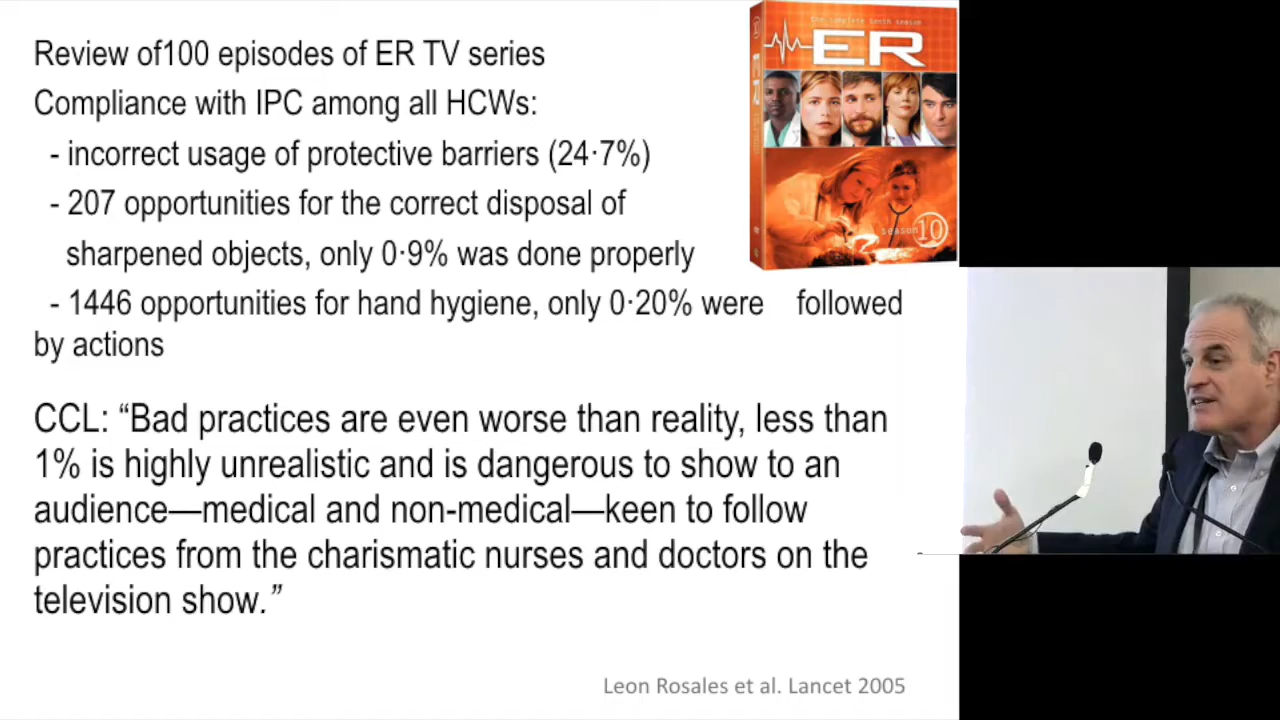 Review of100 episodes of ER TV series
Compliance with IPC among all HCWs:
- incorrect usage of protective barriers (24·7%)
- 207 opportunities for the correct disposal of
sharpened objects, only 0·9% was done properly
- 1446 opportunities for hand hygiene, only 0·20% were followed
by actions
CCL: “Bad practices are even worse than reality, less than
1% is highly unrealistic and is dangerous to show to an
audience—medical and non-medical—keen to follow
practices from the charismatic nurses and doctors on the
television show.”
Leon Rosales et al. Lancet 2005
the complete tenth season
ER
season 10